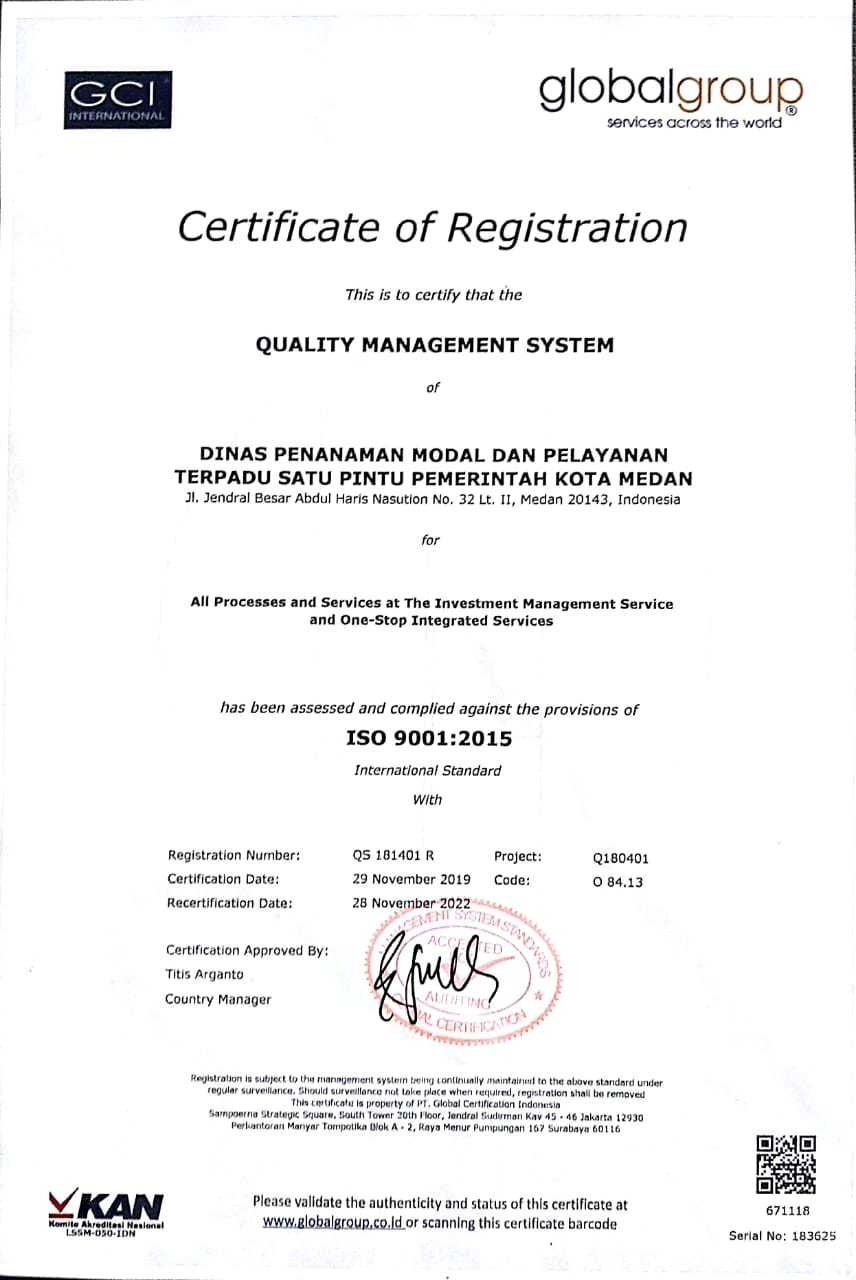 GCI
INTERNATIONAL
globalgroup®
services across the world
Certificate of Registration
This is to certify that the
QUALITY MANAGEMENT SYSTEM
of
DINAS PENANAMAN MODAL DAN PELAYANAN
TERPADU SATU PINTU PEMERINTAH KOTA MEDAN
Jl. Jendral Besar Abdul Haris Nasution No. 32 Lt. II, Medan 20143, Indonesia
for
All Processes and Services at The Investment Management Service
and One-Stop Integrated Services
has been assessed and complied against the provisions of
ISO 9001:2015
International Standard
With
Registration Number: QS 181401 R Project: Q180401
Certification Date: 29 November 2019 Code: O 84.13
Recertification Date: 28 November 2022
Certification Approved By:
Titis Arganto
Country Manager
SYSTEM STANDARDS
AUDITING
CERTIFICATION
Registration is subject to the management system being continually maintained to the above standard under
regular surveillance. Should surveillance not take place when required, registration shall be removed
This certificate is property of PT. Global Certification Indonesia
Sampoerna Strategic Square, South Tower 30th Floor, Jendral Sudirman Kav 45 - 46 Jakarta 12930
Perkantoran Manyar Tompotika Blok A - 2, Raya Menur Pumpungan 167 Surabaya 60116
KAN
Komite Akreditasi Nasional
LSSM-050-IDN
Please validate the authenticity and status of this certificate at
www.globalgroup.co.id or scanning this certificate barcode
671118
Serial No: 183625